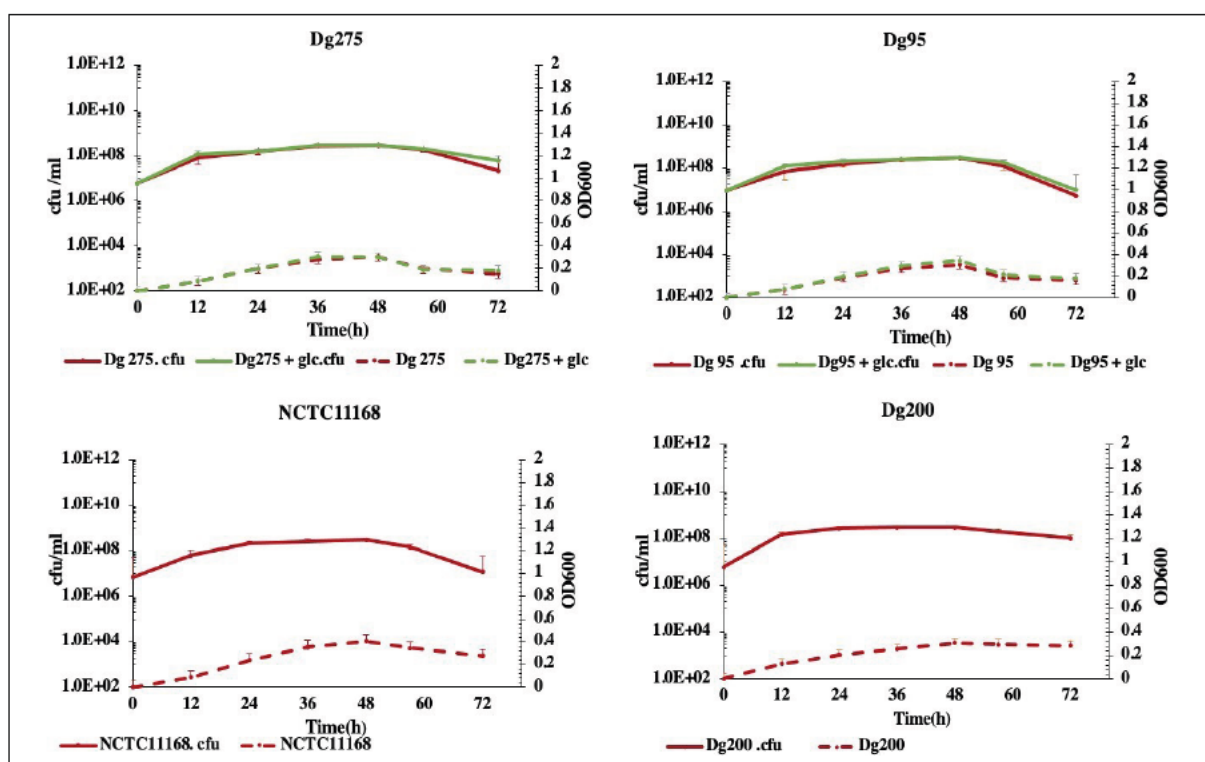 Dg275
1.0E+12
1.0E+10
1.0E+08
1.0E+06
1.0E+04
1.0E+02
cfu /ml
2
1.8
1.6
1.4
1.2
1
0.8
0.6
0.4
0.2
0
OD600
0 12 24 36 48 60 72
Time(h)
Dg 275. cfu Dg275 + glc.cfu Dg 275 Dg275 + glc
Dg95
1.0E+12
1.0E+10
1.0E+08
1.0E+06
1.0E+04
1.0E+02
cfu/ml
2
1.8
1.6
1.4
1.2
1
0.8
0.6
0.4
0.2
0
OD600
0 12 24 36 48 60 72
Time(h)
Dg 95 .cfu Dg95 + glc.cfu Dg 95 Dg95 + glc
NCTC11168
1.0E+12
1.0E+10
1.0E+08
1.0E+06
1.0E+04
1.0E+02
cfu/ml
2
1.8
1.6
1.4
1.2
1
0.8
0.6
0.4
0.2
0
OD600
0 12 24 36 48 60 72
Time(h)
NCTC11168. cfu NCTC11168
Dg200
1.0E+12
1.0E+10
1.0E+08
1.0E+06
1.0E+04
1.0E+02
cfu/ml
2
1.8
1.6
1.4
1.2
1
0.8
0.6
0.4
0.2
0
OD600
0 12 24 36 48 60 72
Time(h)
Dg200 .cfu Dg200